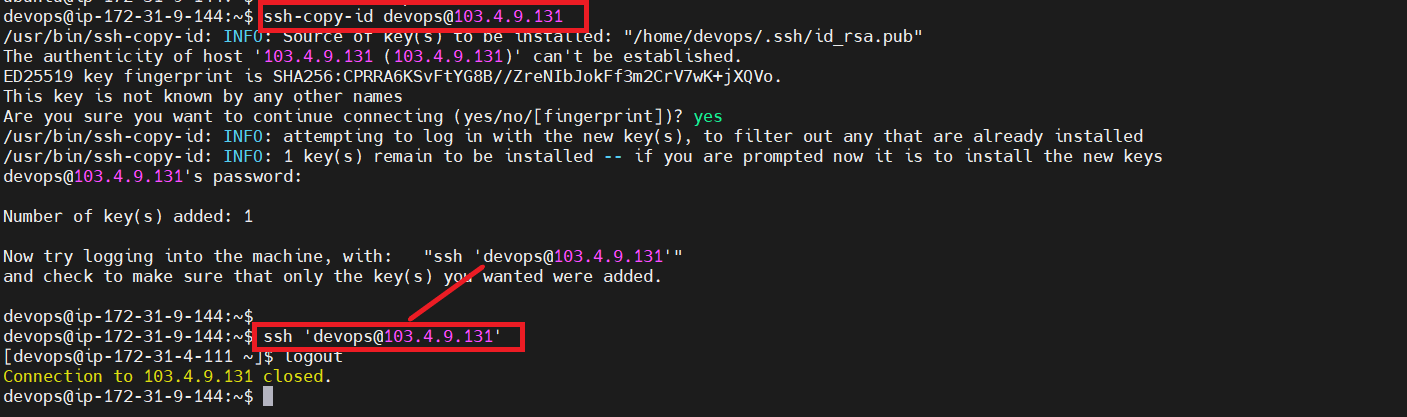 devops@ip-172-31-9-144:~$ ssh-copy-id devops@103.4.9.131
/usr/bin/ssh-copy-id: INFO: Source of key(s) to be installed: "/home/devops/.ssh/id_rsa.pub"
The authenticity of host '103.4.9.131 (103.4.9.131)' can't be established.
ED25519 key fingerprint is SHA256:CPRRA6KSvFtYG8B//ZreNIbJokFf3m2CrV7wK+jXQVo.
This key is not known by any other names
Are you sure you want to continue connecting (yes/no/[fingerprint])? yes
/usr/bin/ssh-copy-id: INFO: attempting to log in with the new key(s), to filter out any that are already installed
/usr/bin/ssh-copy-id: INFO: 1 key(s) remain to be installed -- if you are prompted now it is to install the new keys
devops@103.4.9.131's password:
Number of key(s) added: 1
Now try logging into the machine, with:   "ssh 'devops@103.4.9.131'"
and check to make sure that only the key(s) you wanted were added.
devops@ip-172-31-9-144:~$
devops@ip-172-31-9-144:~$ ssh 'devops@103.4.9.131'
[devops@ip-172-31-4-111 ~]$ logout
Connection to 103.4.9.131 closed.
devops@ip-172-31-9-144:~$